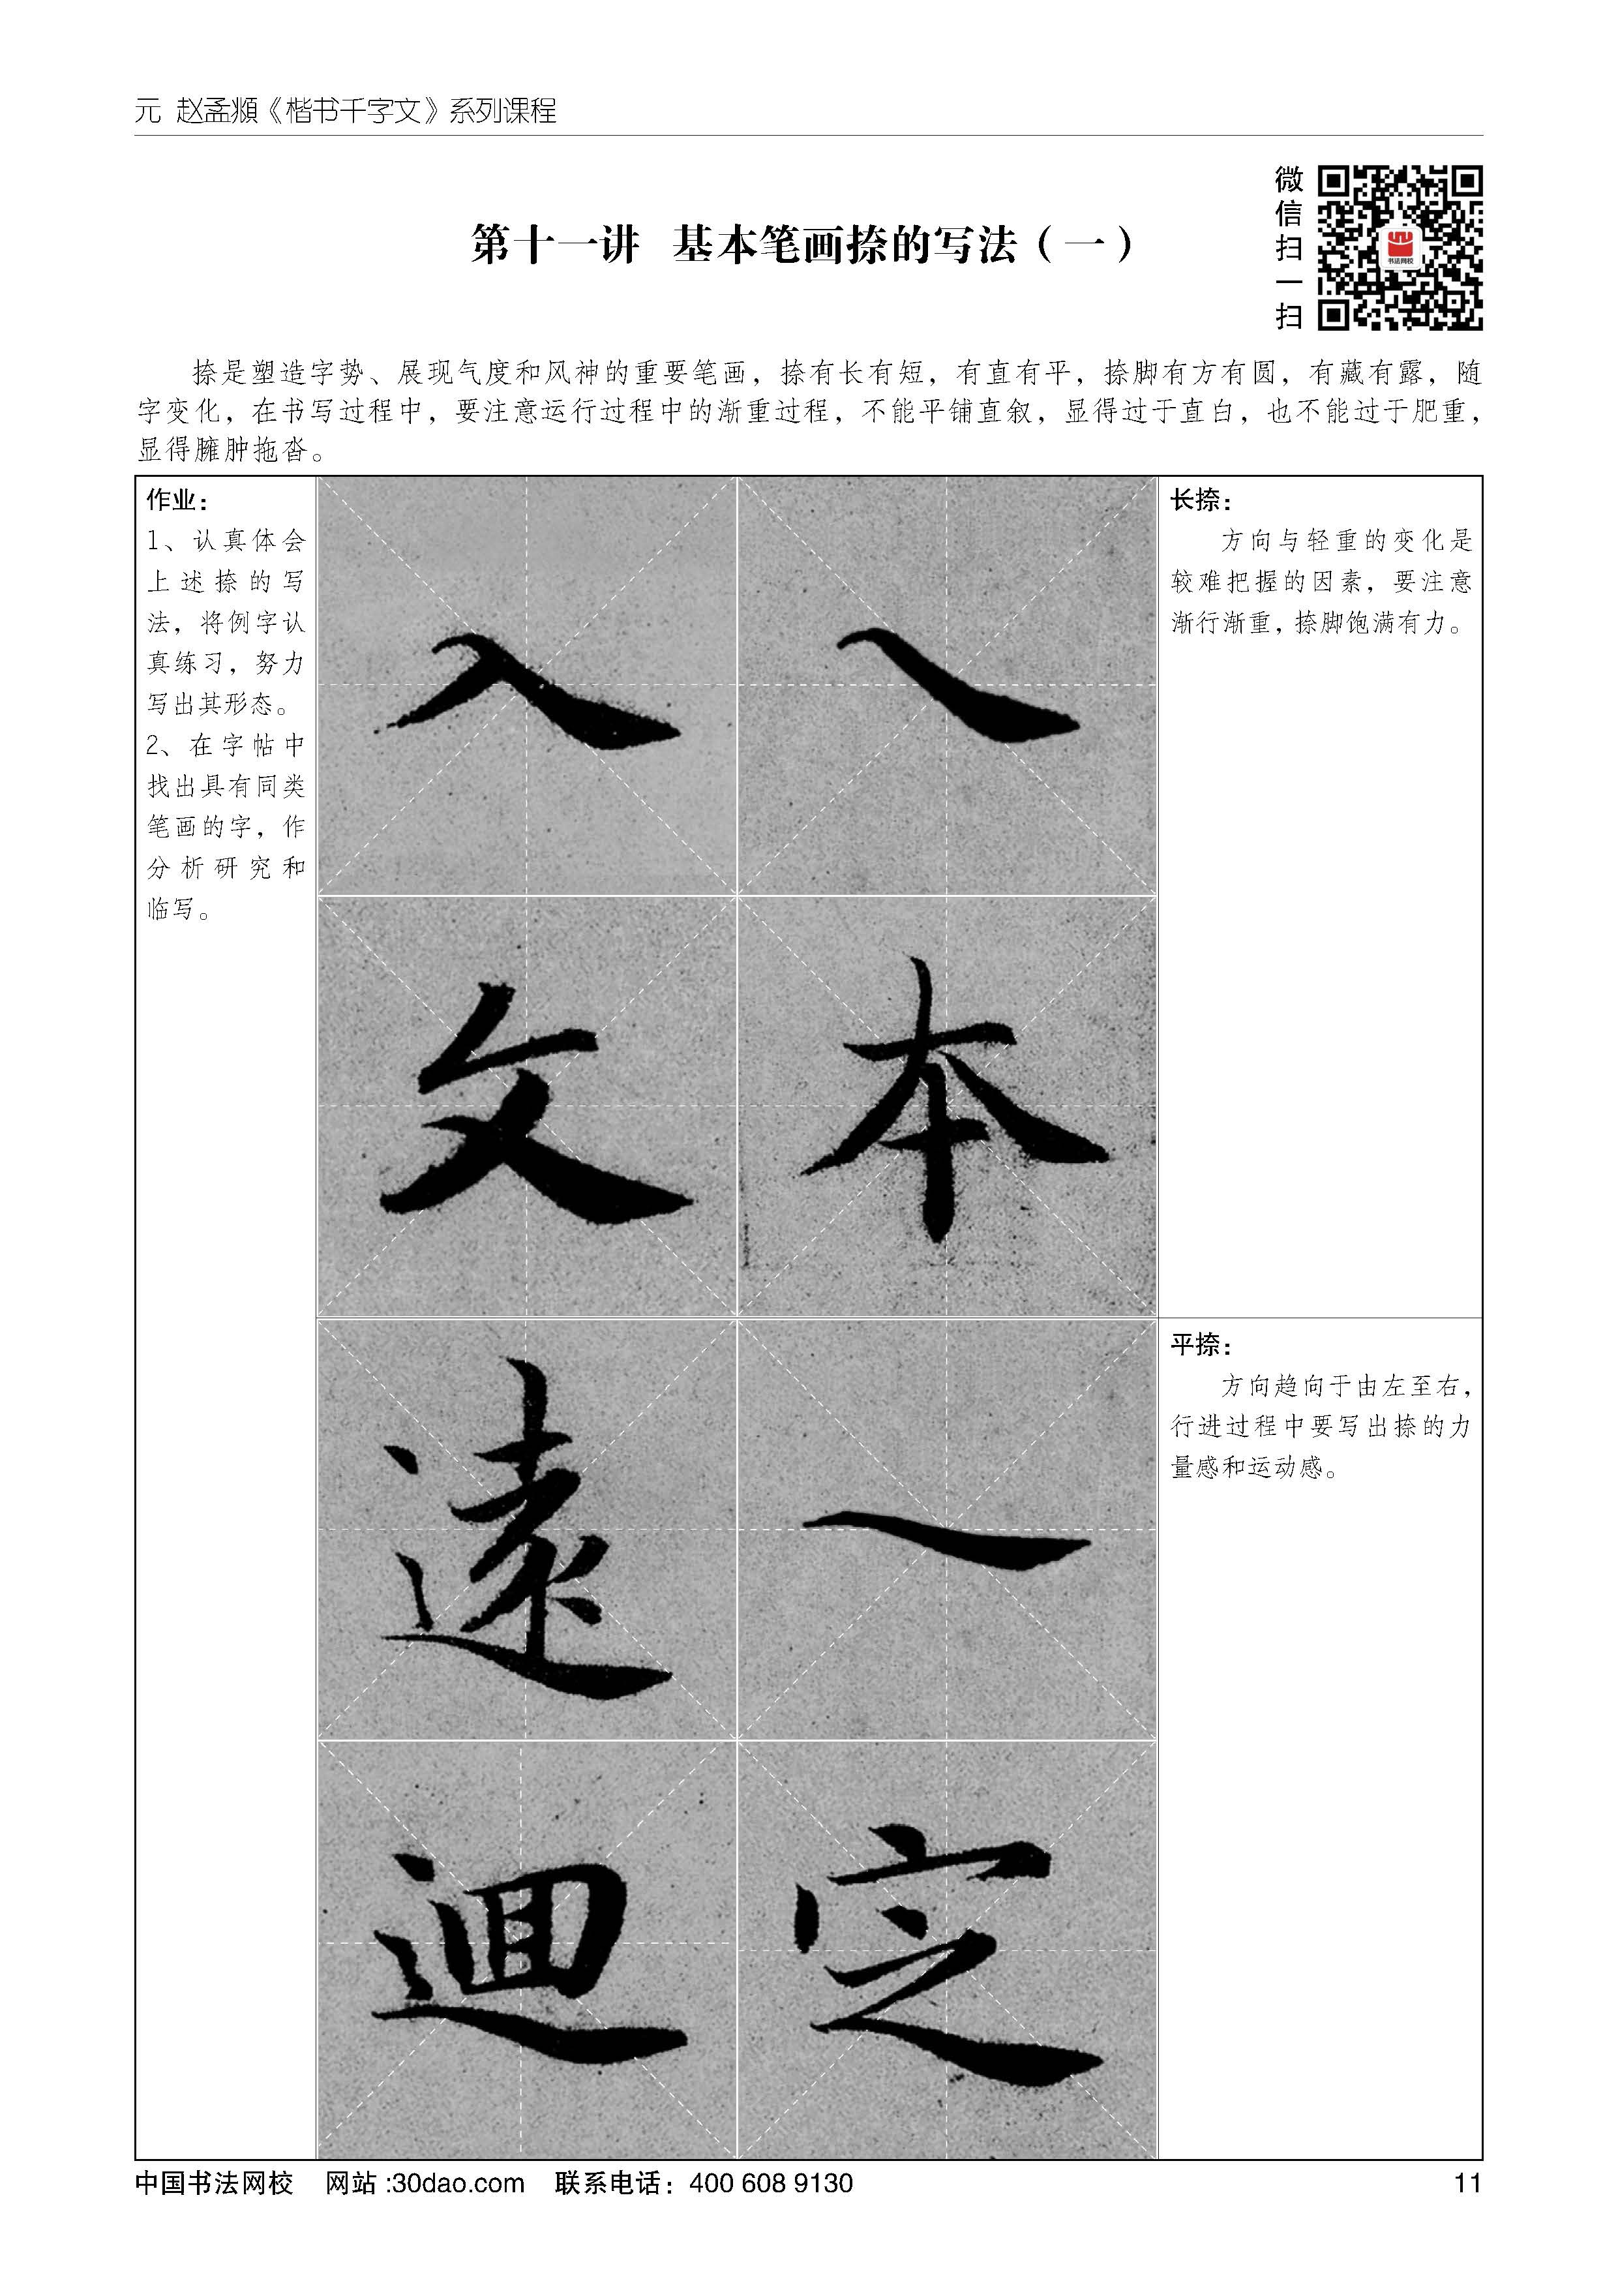 元 赵孟頫《楷书千字文》系列课程
微信扫一扫
书法网校
第十一讲 基本笔画捺的写法（一）
捺是塑造字势、展现气度和风神的重要笔画，捺有长有短，有直有平，捺脚有方有圆，有藏有露，随
字变化，在书写过程中，要注意运行过程中的渐重过程，不能平铺直叙，显得过于直白，也不能过于肥重，
显得臃肿拖沓。
作业：
1、认真体会
上述捺的写
法，将例字认
真练习，努力
写出其形态。
2、在字帖中
找出具有同类
笔画的字，作
分析研究和
临写。
长捺：
方向与轻重的变化是
较难把握的因素，要注意
渐行渐重，捺脚饱满有力。
入
文 本
平捺：
方向趋向于由左至右，
行进过程中要写出捺的力
量感和运动感。
遠
迴 定
中国书法网校 网站:30dao.com 联系电话：400 608 9130
11